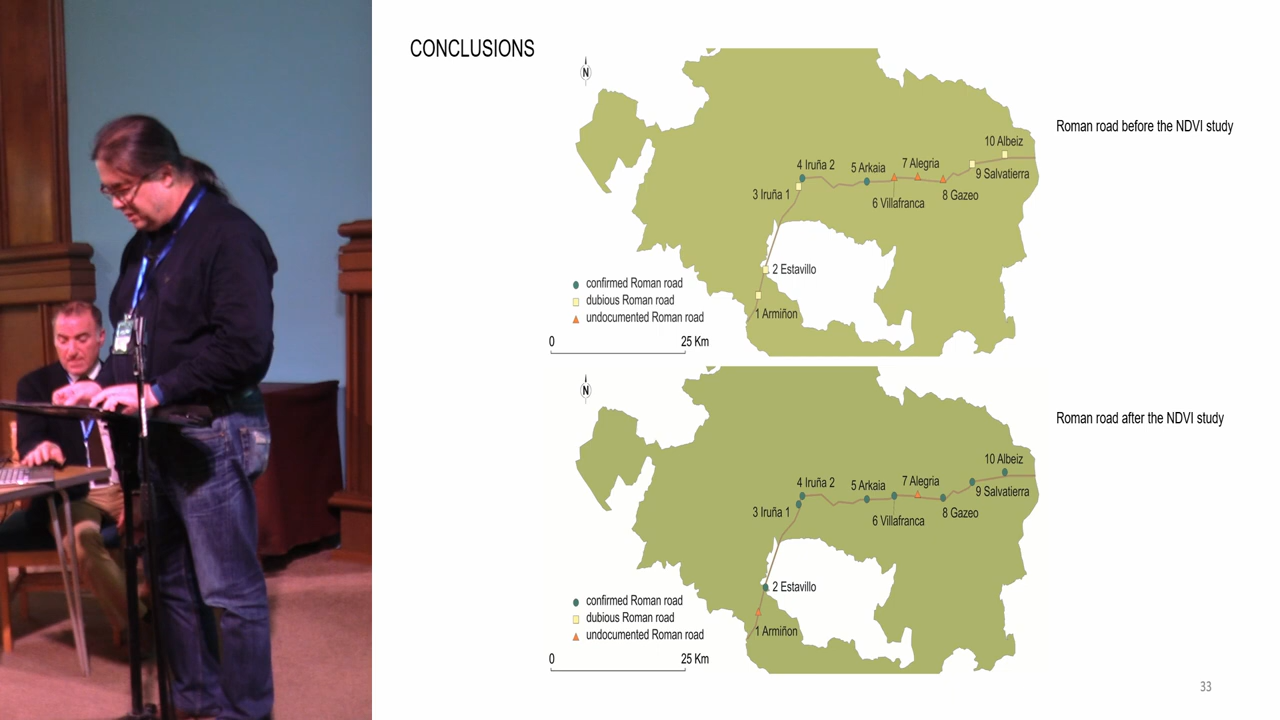 CONCLUSIONS
N
Roman road before the NDVI study
10 Albeiz
4 Iruña 2
5 Arkaia
7 Alegria
9 Salvatierra
3 Iruña 1
6 Villafranca
8 Gazeo
2 Estavillo
1 Armiñon
confirmed Roman road
dubious Roman road
undocumented Roman road
0 25 Km
N
Roman road after the NDVI study
10 Albeiz
4 Iruña 2
5 Arkaia
7 Alegria
9 Salvatierra
3 Iruña 1
6 Villafranca
8 Gazeo
2 Estavillo
1 Armiñon
confirmed Roman road
dubious Roman road
undocumented Roman road
0 25 Km
33